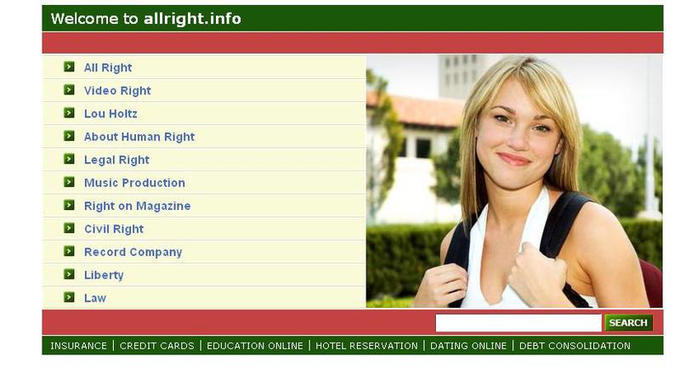 Welcome to allright.info
All Right
Video Right
Lou Holtz
About Human Right
Legal Right
Music Production
Right on Magazine
Civil Right
Record Company
Liberty
Law
SEARCH
INSURANCE | CREDIT CARDS | EDUCATION ONLINE | HOTEL RESERVATION | DATING ONLINE | DEBT CONSOLIDATION